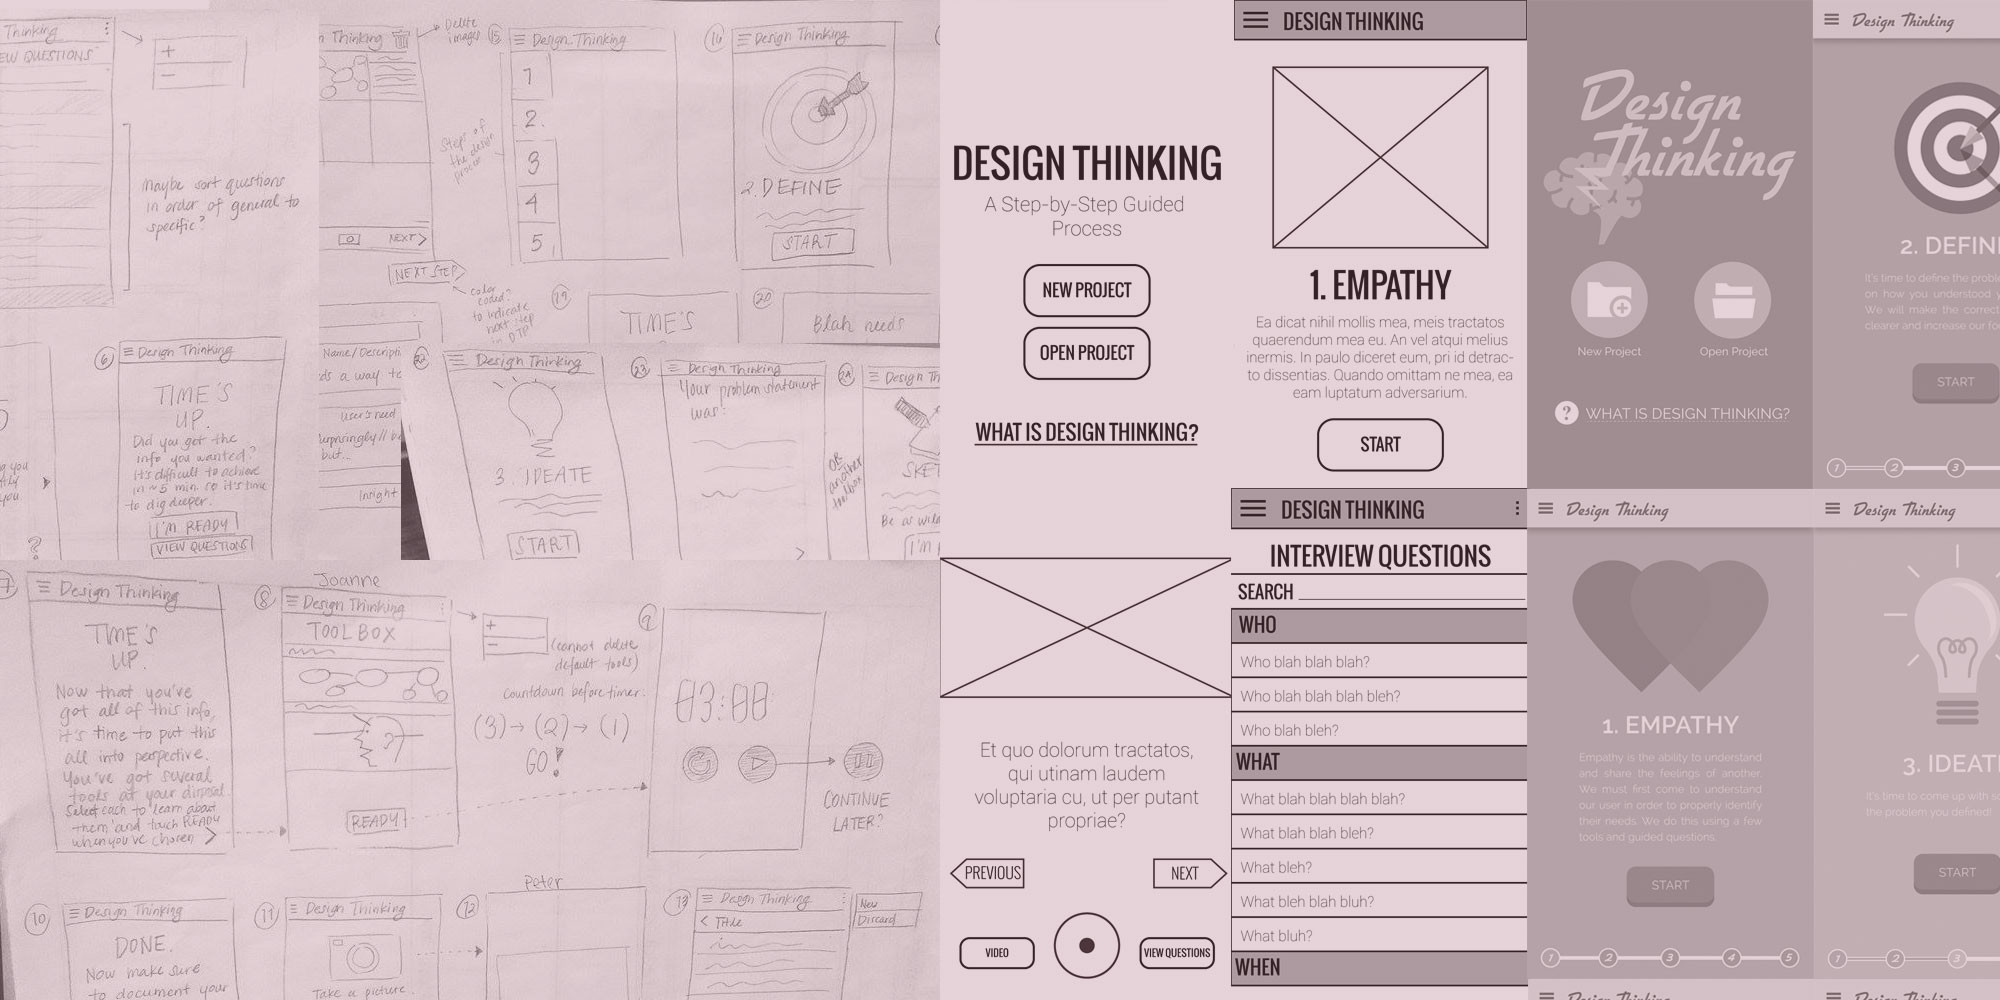 Thinking
EW QUESTIONS
+
−
Maybe sort questions
in order of general to
specific?
Thinking
Delete
images
Steps of
the design
process
NEXT >
NEXT STEP
color
coded?
to indicate
next step
in DTP
15
Design Thinking
1
2.
3
4
5
16
Design Thinking
2. DEFINE
START
19
TIME'S
20
Blah needs
6
Design Thinking
TIME'S
UP.
Did you get the
info you wanted?
It's difficult to achieve
in ~5 min. so it's time
to dig deeper.
I'M READY
VIEW QUESTIONS
you
?
Name/Descripti
ds a way to
User's need
urprisingly // b
but...
Insight
22
Design Thinking
3. IDEATE
START
23
Design Thinking
Your problem statement
was:
>
OR
another
toolbox
24
Design Th
SKET
Be as wild
I'M
7
Design Thinking
TIME'S
UP.
Now that you've
got all of this info,
it's time to put this
all into perspective.
You've got several
tools at your disposal.
Select each to learn about
them and touch READY
when you've chosen >
Joanne
8
Design Thinking
TOOLBOX
READY
+
−
(cannot delete
default tools)
Countdown before timer.
(3) → (2) → (1)
GO!
9
03:00
CONTINUE
LATER?
10
Design Thinking
DONE.
Now make sure
to document your
11
Design Thinking
Take a picture.
Peter
12
13
Design Thinking
< Title
New
Discard
DESIGN THINKING
A Step-by-Step Guided
Process
NEW PROJECT
OPEN PROJECT
WHAT IS DESIGN THINKING?
Et quo dolorum tractatos,
qui utinam laudem
voluptaria cu, ut per putant
propriae?
PREVIOUS
NEXT
VIDEO
VIEW QUESTIONS
DESIGN THINKING
1. EMPATHY
Ea dicat nihil mollis mea, meis tractatos
quaerendum mea eu. An vel atqui melius
inermis. In paulo diceret eum, pri id detrac-
to dissentias. Quando omittam ne mea, ea
eam luptatum adversarium.
START
DESIGN THINKING
INTERVIEW QUESTIONS
SEARCH
WHO
Who blah blah blah?
Who blah blah blah bleh?
Who blah bleh?
WHAT
What blah blah blah blah?
What blah blah bleh?
What bleh?
What bleh blah bluh?
What bluh?
WHEN
Design
Thinking
New Project
Open Project
? WHAT IS DESIGN THINKING?
Design Thinking
2. DEFIN
It's time to define the proble
on how you understood y
We will make the correct
clearer and increase our fo
START
1 2 3
Design Thinking
1. EMPATHY
Empathy is the ability to understand
and share the feelings of another.
We must first come to understand
our user in order to properly identify
their needs. We do this using a few
tools and guided questions.
START
1 2 3 4 5
Design Thinking
3. IDEAT
It's time to come up with so
the problem you defined!
START
1 2 3
Design Thinking
Design Thinking